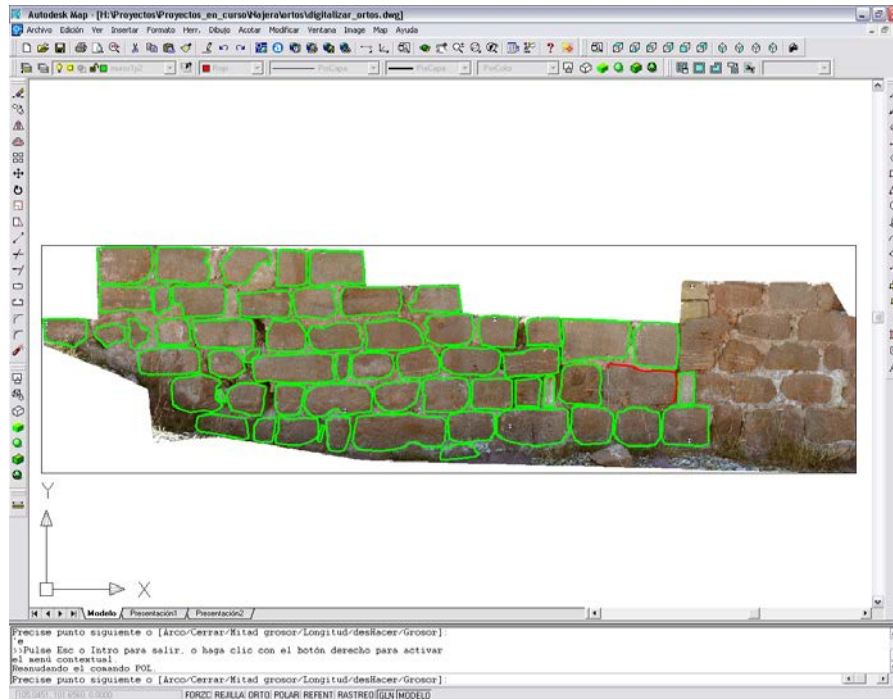 Autodesk Map - [H:\Proyectos\Proyectos_en_curso\Najera\ortos\digitalizar_ortos.dwg]
Archivo Edición Ver Insertar Formato Herr. Dibujo Acotar Modificar Ventana Image Map Ayuda
Rojo PorCapa PorCapa PorColor
Y
X
Modelo Presentación1 Presentación2
Precise punto siguiente o [Arco/Cerrar/Mitad grosor/Longitud/desHacer/Grosor]:
'e
>>Pulse Esc o Intro para salir, o haga clic con el botón derecho para activar
el menú contextual.
Reanudando el comando POL.
Precise punto siguiente o [Arco/Cerrar/Mitad grosor/Longitud/desHacer/Grosor]:
FORZC REJILLA ORTO POLAR REFENT RASTREO GLN MODELO